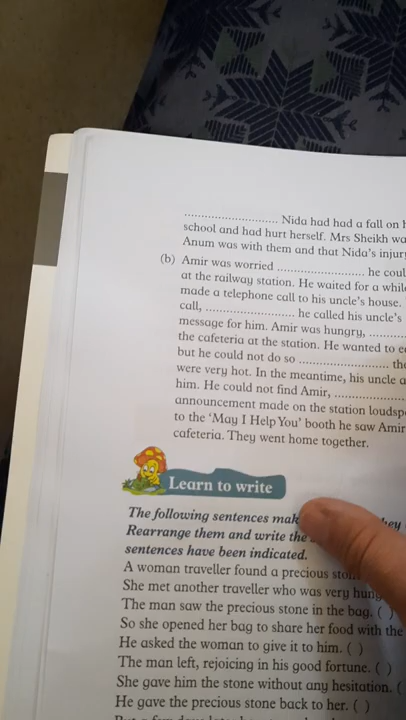 ............................ Nida had had a fall on
school and had hurt herself. Mrs Sheikh
Anum was with them and that Nida's
(b) Amir was worried .......................... he
at the railway station. He waited for a
made a telephone call to his uncle's house.
call, .......................... he called his uncle's
message for him. Amir was hungry, ..........
the cafeteria at the station. He wanted to
but he could not do so ..........................
were very hot. In the meantime, his uncle
him. He could not find Amir, ....................
announcement made on the station
to the 'May I Help You' booth he saw Amir
cafeteria. They went home together.
Learn to write
The following sentences
Rearrange them and write the
sentences have been indicated.
A woman traveller found a precious
She met another traveller who was very
The man saw the precious stone in the bag. ( )
So she opened her bag to share her food with the
He asked the woman to give it to him. ( )
The man left, rejoicing in his good fortune. ( )
She gave him the stone without any hesitation. (
He gave the precious stone back to her. ( )